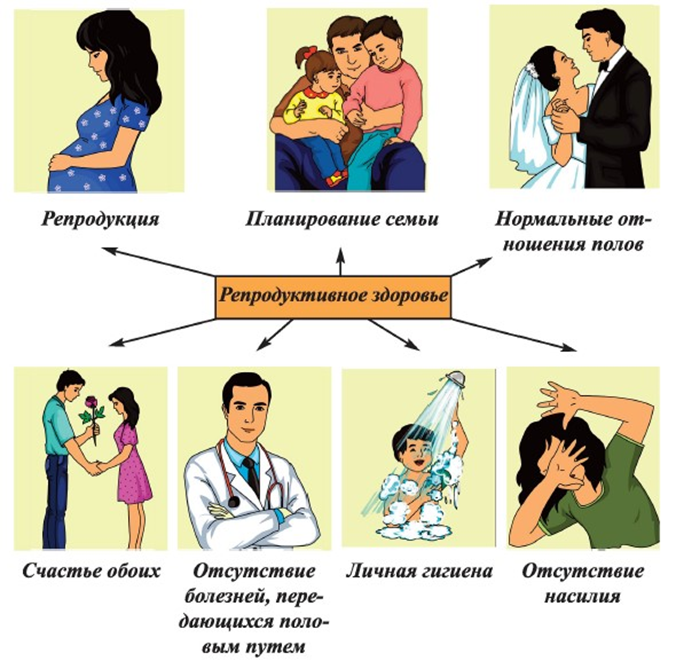 Репродукция
Планирование семьи
Нормальные от-
ношения полов
Репродуктивное здоровье
Счастье обоих
Отсутствие
болезней, пере-
дающихся поло-
вым путем
Личная гигиена
Отсутствие
насилия